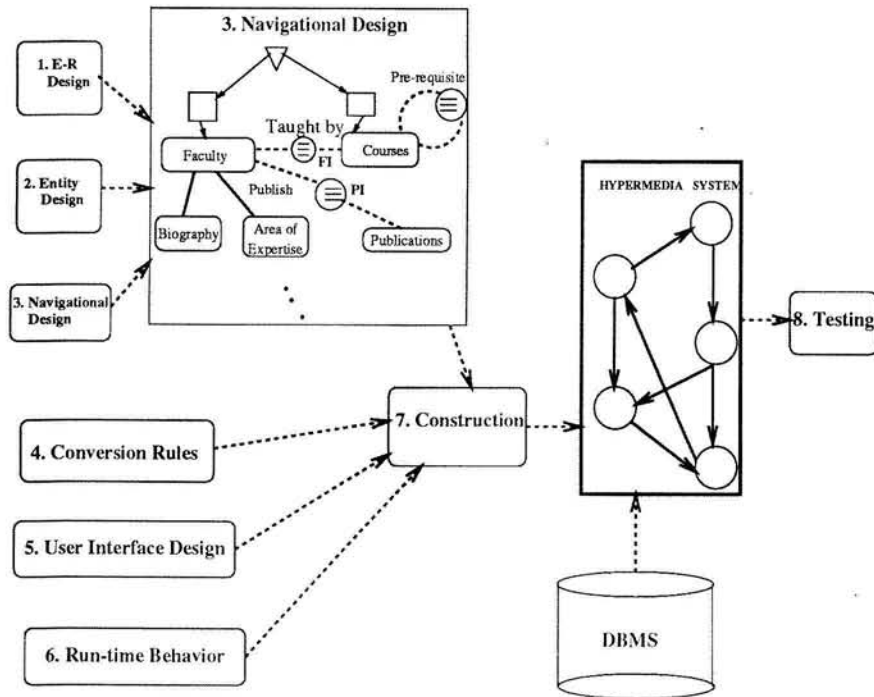 3. Navigational Design
1. E-R
Design
Pre-requisite
Taught by
Faculty
FI
Courses
2. Entity
Design
Publish
PI
Biography
Area of
Expertise
Publications
3. Navigational
Design
HYPERMEDIA SYSTEM
8. Testing
7. Construction
4. Conversion Rules
5. User Interface Design
6. Run-time Behavior
DBMS